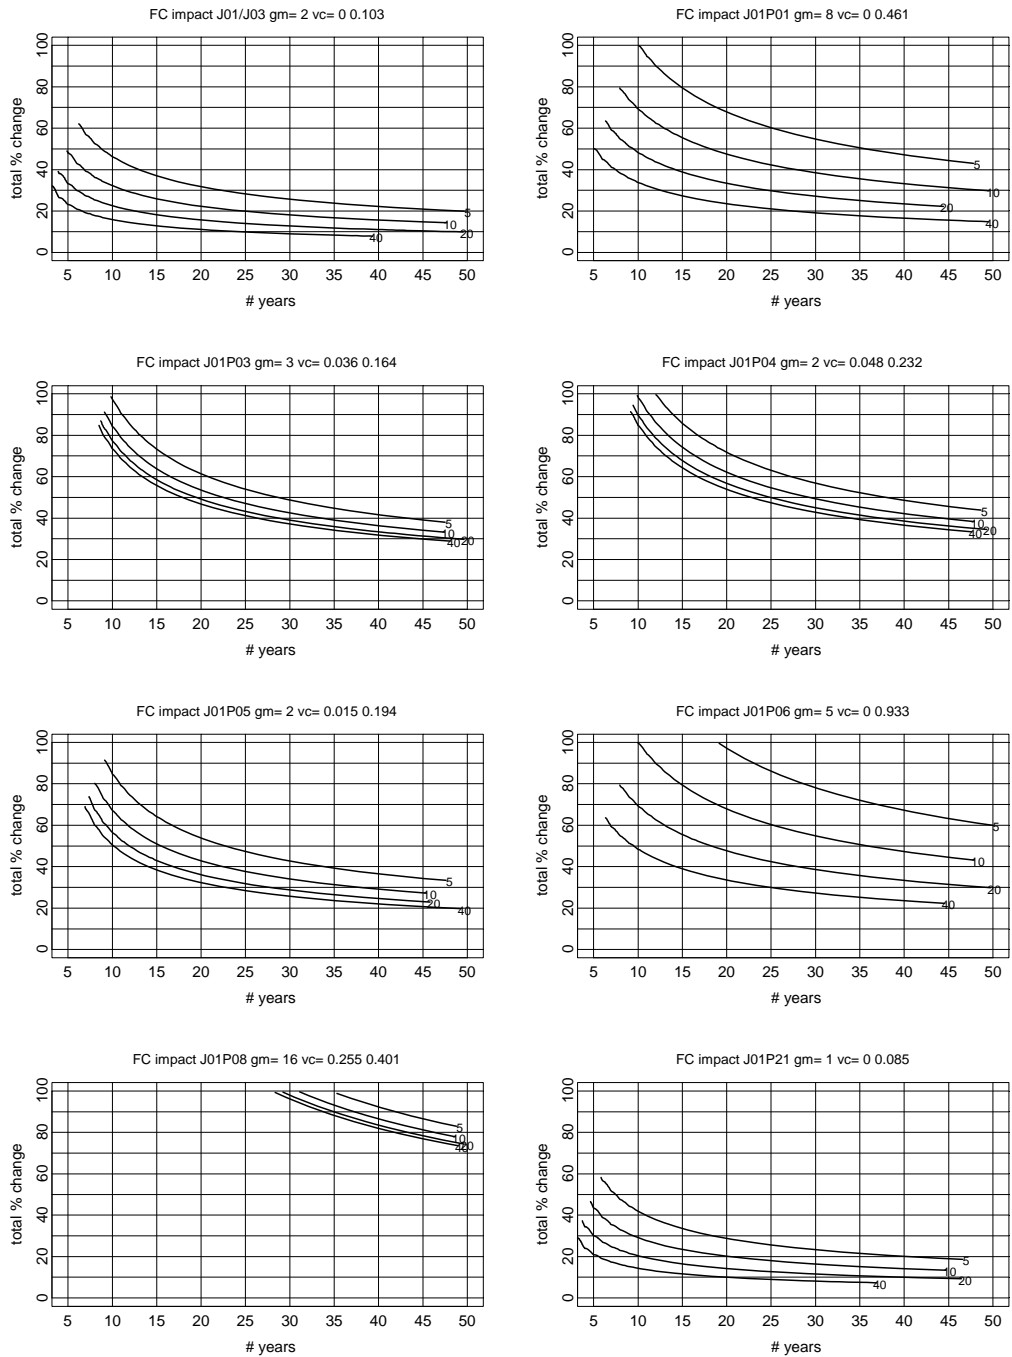 FC impact J01/J03 gm= 2 vc= 0 0.103
total % change
0 20 40 60 80 100
5
10
20
40
5 10 15 20 25 30 35 40 45 50
# years
FC impact J01P01 gm= 8 vc= 0 0.461
total % change
0 20 40 60 80 100
5
10
20
40
5 10 15 20 25 30 35 40 45 50
# years
FC impact J01P03 gm= 3 vc= 0.036 0.164
total % change
0 20 40 60 80 100
5
10
20
40
5 10 15 20 25 30 35 40 45 50
# years
FC impact J01P04 gm= 2 vc= 0.048 0.232
total % change
0 20 40 60 80 100
5
10
20
40
5 10 15 20 25 30 35 40 45 50
# years
FC impact J01P05 gm= 2 vc= 0.015 0.194
total % change
0 20 40 60 80 100
5
10
20
40
5 10 15 20 25 30 35 40 45 50
# years
FC impact J01P06 gm= 5 vc= 0 0.933
total % change
0 20 40 60 80 100
5
10
20
40
5 10 15 20 25 30 35 40 45 50
# years
FC impact J01P08 gm= 16 vc= 0.255 0.401
total % change
0 20 40 60 80 100
5
10
20
40
5 10 15 20 25 30 35 40 45 50
# years
FC impact J01P21 gm= 1 vc= 0 0.085
total % change
0 20 40 60 80 100
5
10
20
40
5 10 15 20 25 30 35 40 45 50
# years